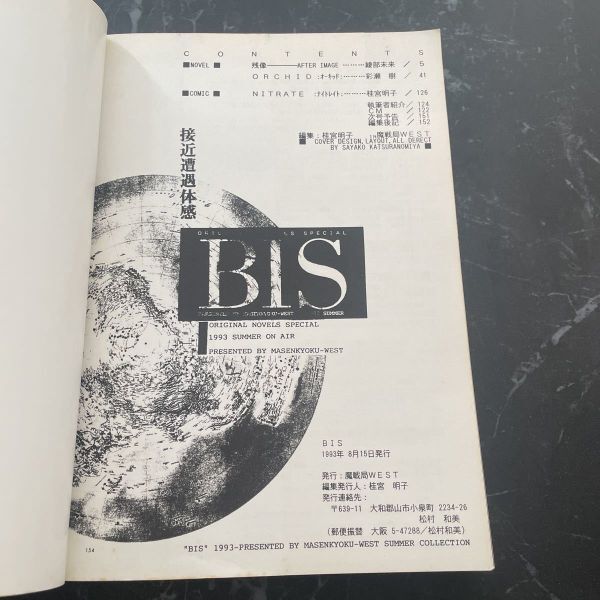 CONTENTS
■NOVEL■ 残像———AFTER IMAGE ………綾部未来 / 5
ORCHID :オーキッド:………彩瀬 樹 / 41
■COMIC■ NITRATE :ナイトレイト:………桂宮明子 / 126
執筆者紹介／124
CM／122
次号予告／151
編集後記／152
編集：桂宮明子 in魔戦局WEST
■ COVER DESIGN,LAYOUT,ALL DERECT
BY SAYAKO KATSURANOMIYA ■
接近遭遇体感
LS SPECIAL
BIS
SUMMER
ORIGINAL NOVELS SPECIAL
1993 SUMMER ON AIR
PRESENTED BY MASENKYOKU-WEST
BIS
1993年 8月15日発行
発行：魔戦局WEST
編集発行人：桂宮 明子
発行連絡先：
〒639-11 大和郡山市小泉町 2234-26
松村 和美
(郵便振替 大阪 5-47288／松村和美)
154
"BIS" 1993-PRESENTED BY MASENKYOKU-WEST SUMMER COLLECTION